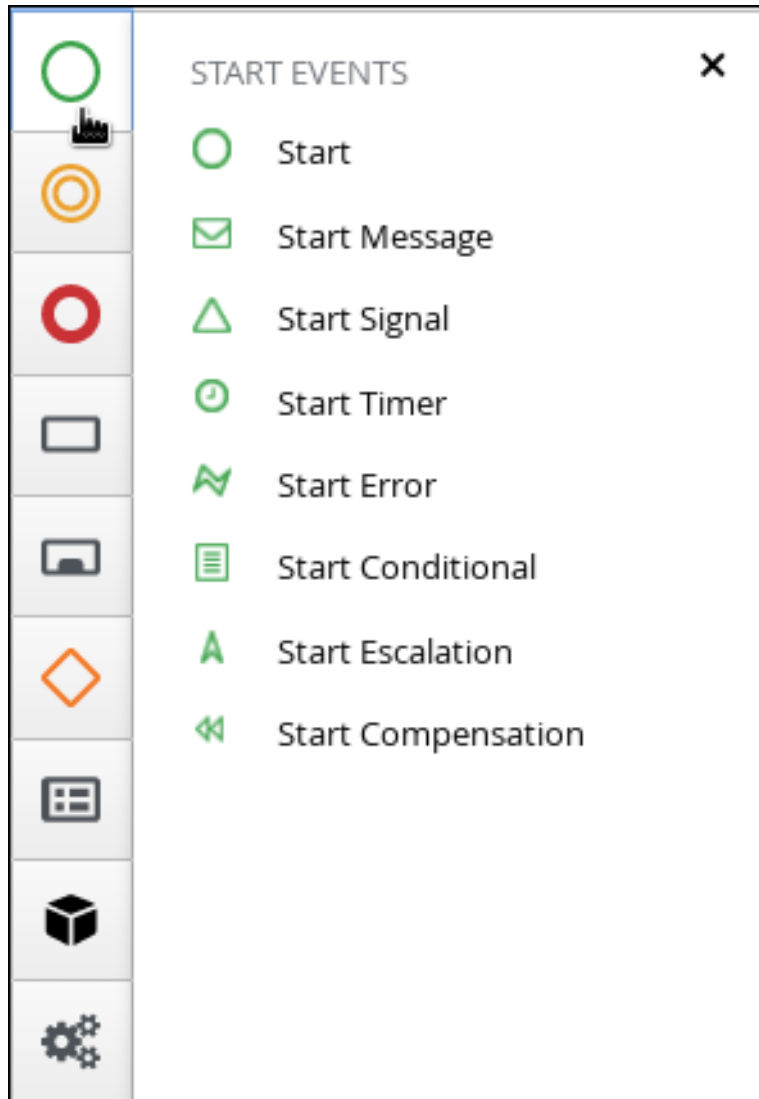 START EVENTS
Start
Start Message
Start Signal
Start Timer
Start Error
Start Conditional
Start Escalation
Start Compensation